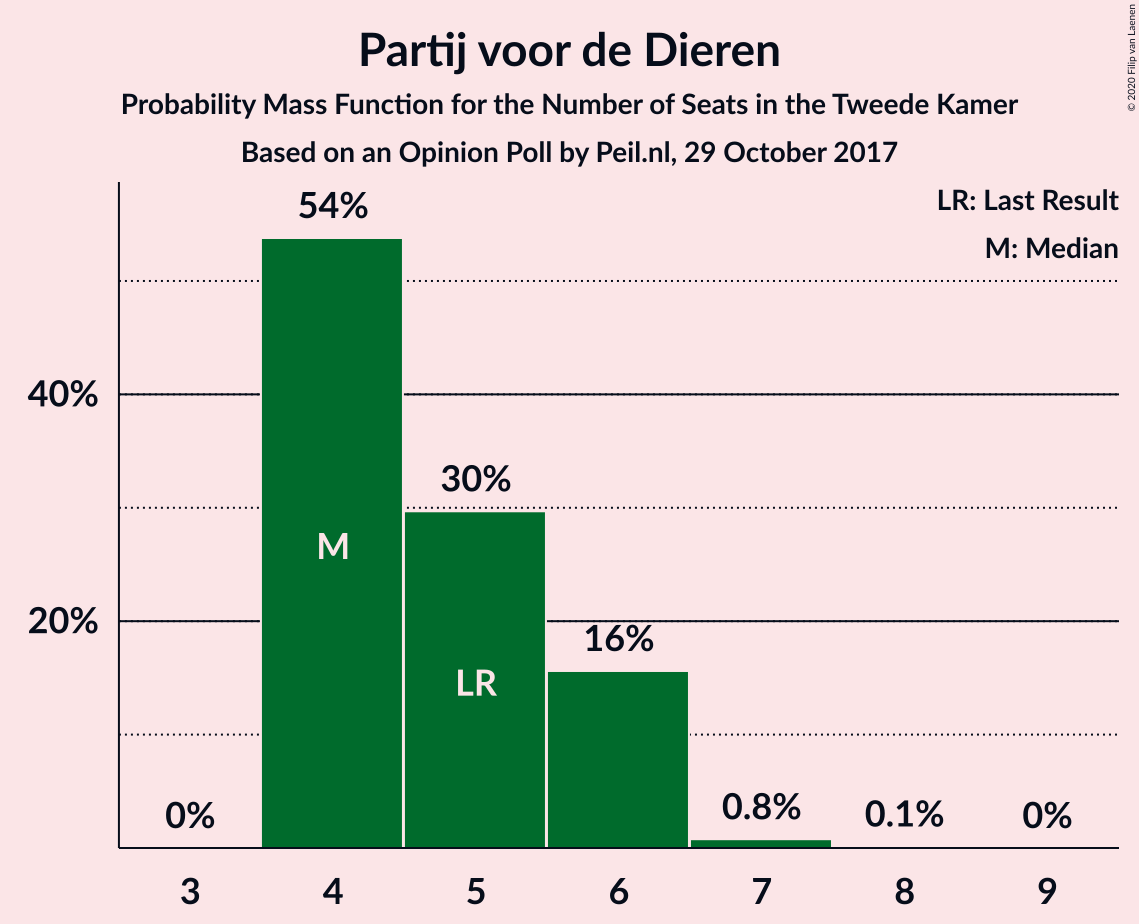 Partij voor de Dieren
Probability Mass Function for the Number of Seats in the Tweede Kamer
Based on an Opinion Poll by Peil.nl, 29 October 2017
© 2020 Filip van Laenen
LR: Last Result
M: Median
54%
40%
30%
M
20%
16%
LR
0%
0.8%
0.1%
0%
3 4 5 6 7 8 9